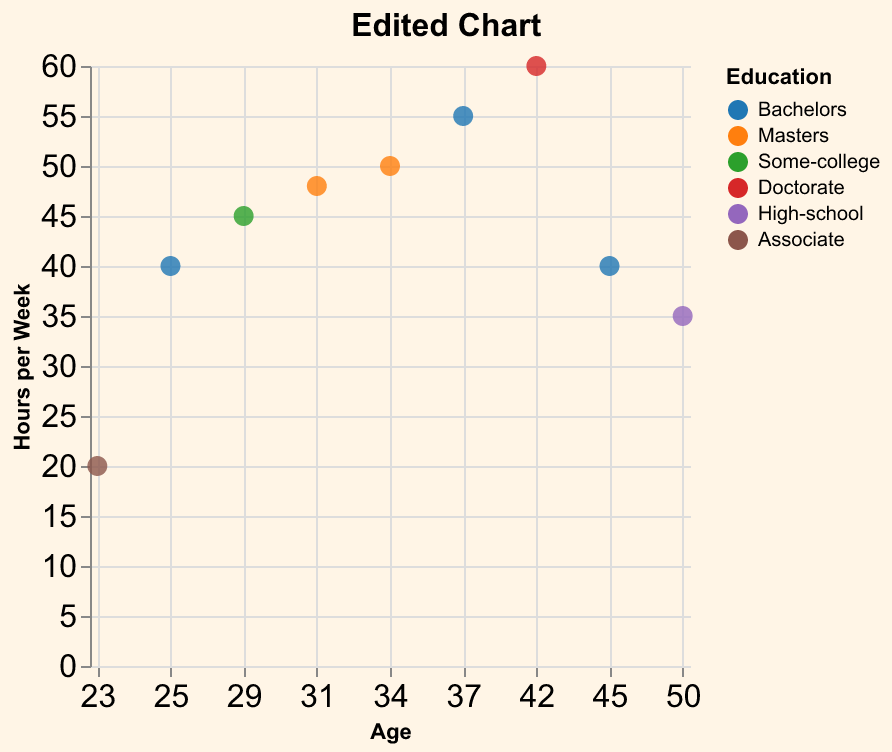 Edited Chart
60
55
50
45
40
35
30
25
20
15
10
5
0
Hours per Week
23 25 29 31 34 37 42 45 50
Age
Education
Bachelors
Masters
Some-college
Doctorate
High-school
Associate